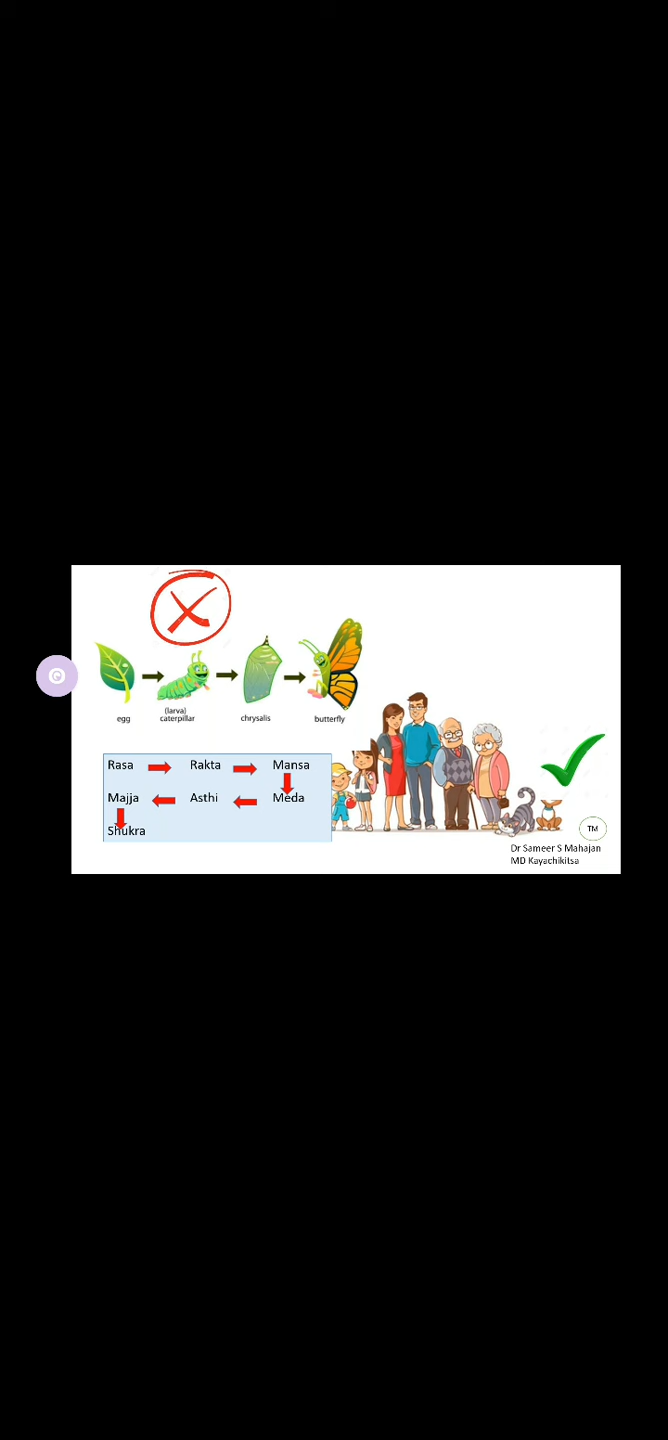 egg
(larva)
caterpillar
chrysalis
butterfly
Rasa Rakta Mansa
Majja Asthi Meda
Shukra
TM
Dr Sameer S Mahajan
MD Kayachikitsa